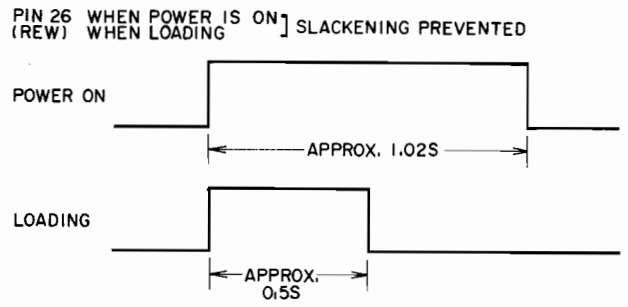 PIN 26 WHEN POWER IS ON
(REW) WHEN LOADING ] SLACKENING PREVENTED
POWER ON
APPROX. 1.02S
LOADING
APPROX.
0.5S